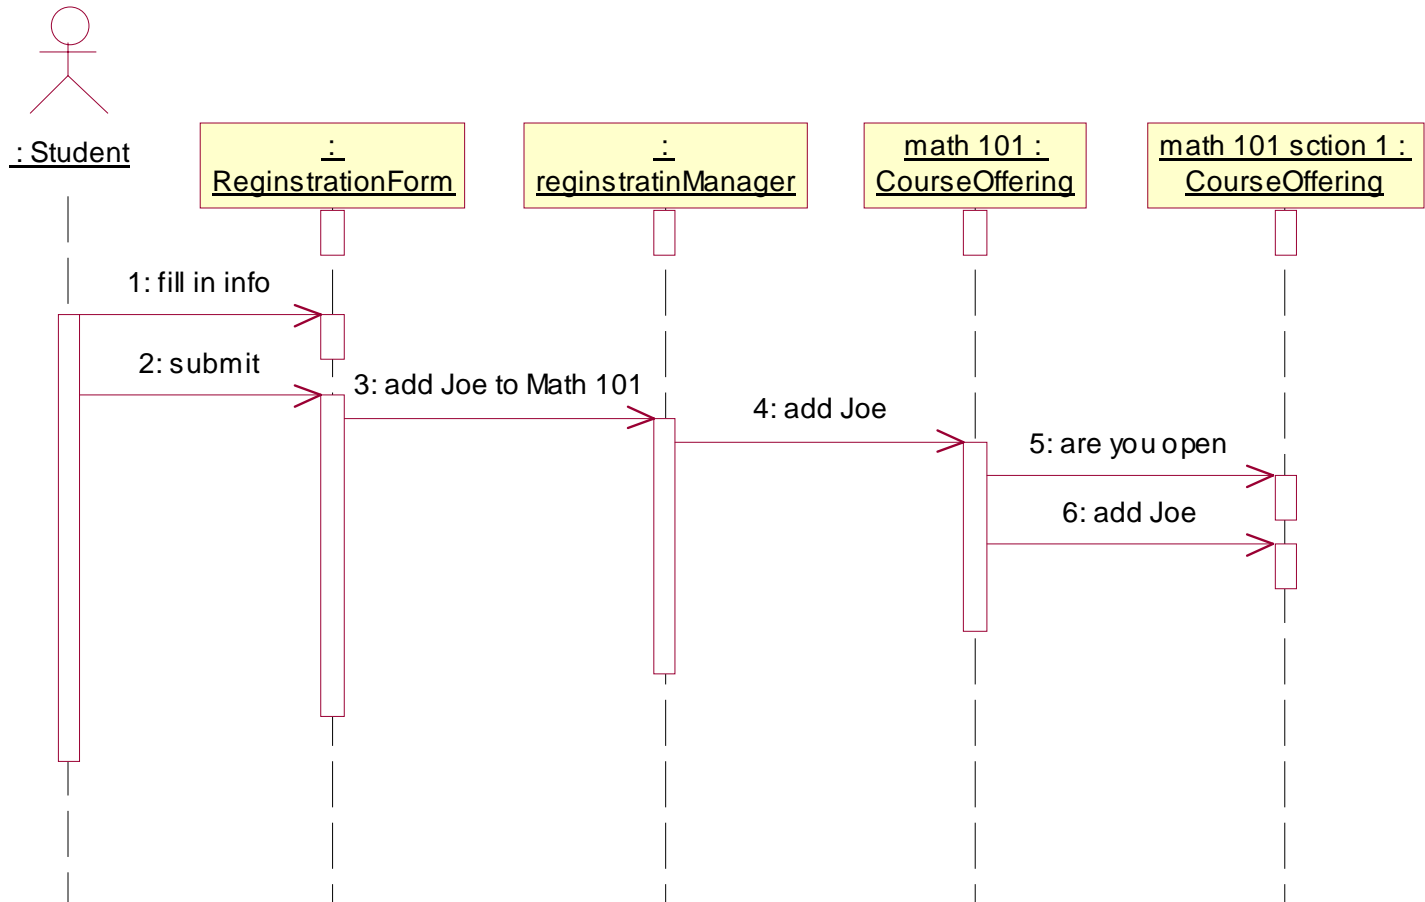 : Student
:
ReginstrationForm
:
reginstratinManager
math 101 :
CourseOffering
math 101 sction 1 :
CourseOffering
1: fill in info
2: submit
3: add Joe to Math 101
4: add Joe
5: are you open
6: add Joe